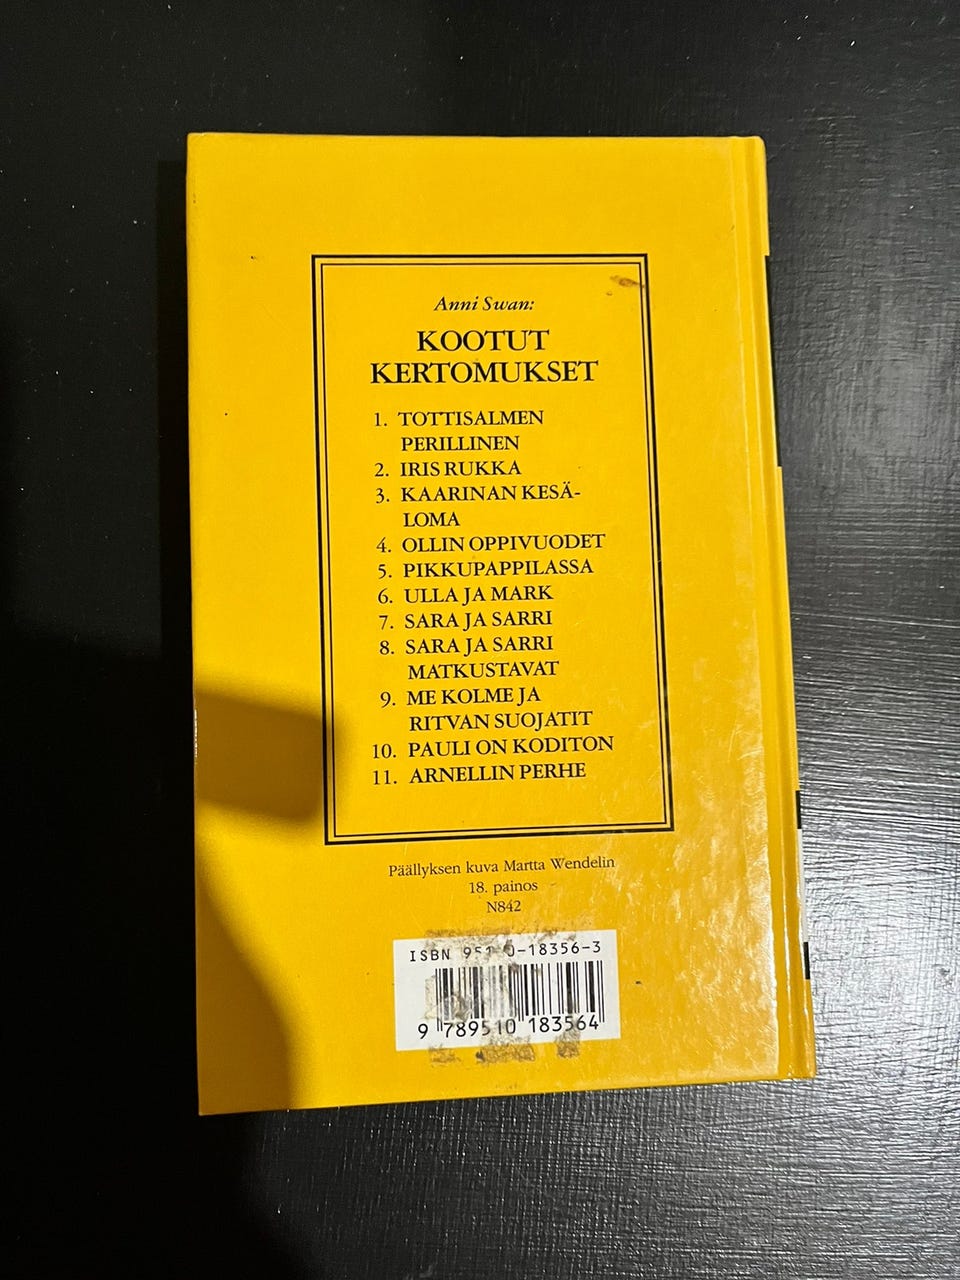 Anni Swan:
KOOTUT
KERTOMUKSET
1. TOTTISALMEN
PERILLINEN
2. IRIS RUKKA
3. KAARINAN KESÄ-
LOMA
4. OLLIN OPPIVUODET
5. PIKKUPAPPILASSA
6. ULLA JA MARK
7. SARA JA SARRI
8. SARA JA SARRI
MATKUSTAVAT
9. ME KOLME JA
RITVAN SUOJATIT
10. PAULI ON KODITON
11. ARNELLIN PERHE
Päällyksen kuva Martta Wendelin
18. painos
N842
ISBN 951-0-18356-3
9 789510 183564